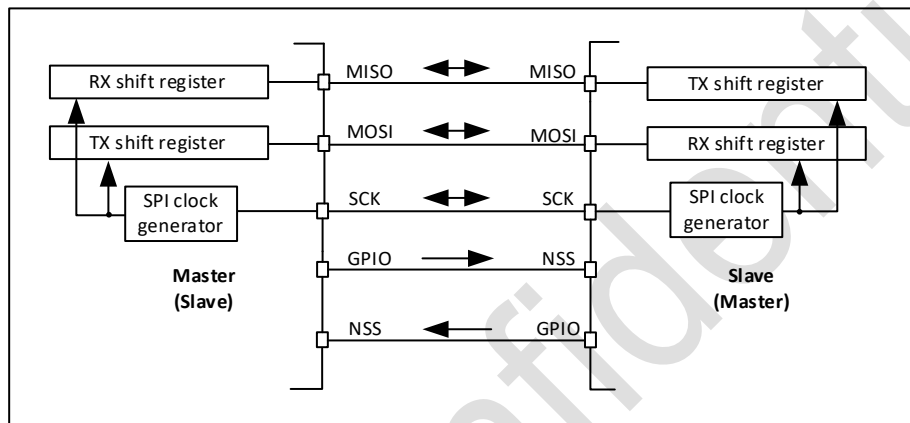 RX shift register
MISO
MISO
TX shift register
TX shift register
MOSI
MOSI
RX shift register
SPI clock
generator
SCK
SCK
SPI clock
generator
GPIO
NSS
Master
(Slave)
Slave
(Master)
NSS
GPIO